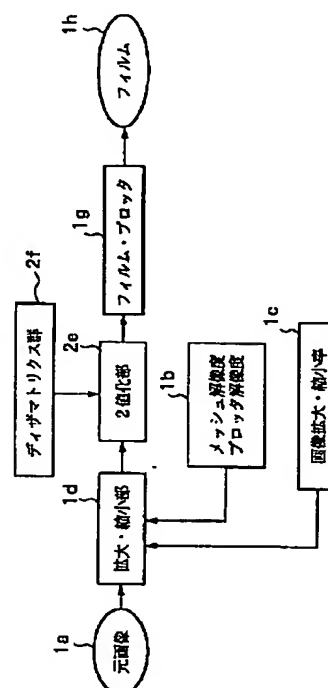 1a
元画像
1d
拡大・縮小部
2f
ディザマトリクス群
2e
2値化部
1g
フィルム・プロッタ
1h
フィルム
1b
メッシュ解像度
プロッタ解像度
1c
画像拡大・縮小率